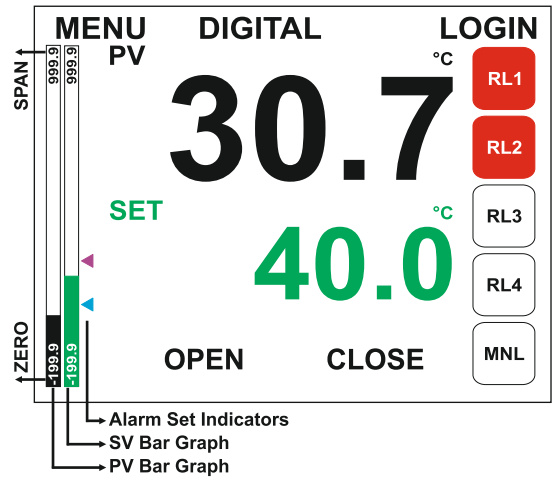 MENU DIGITAL LOGIN
SPAN
999.9
999.9
PV
°C
30.7
RL1
RL2
SET
°C
40.0
RL3
RL4
ZERO
-199.9
-199.9
OPEN CLOSE
MNL
Alarm Set Indicators
SV Bar Graph
PV Bar Graph